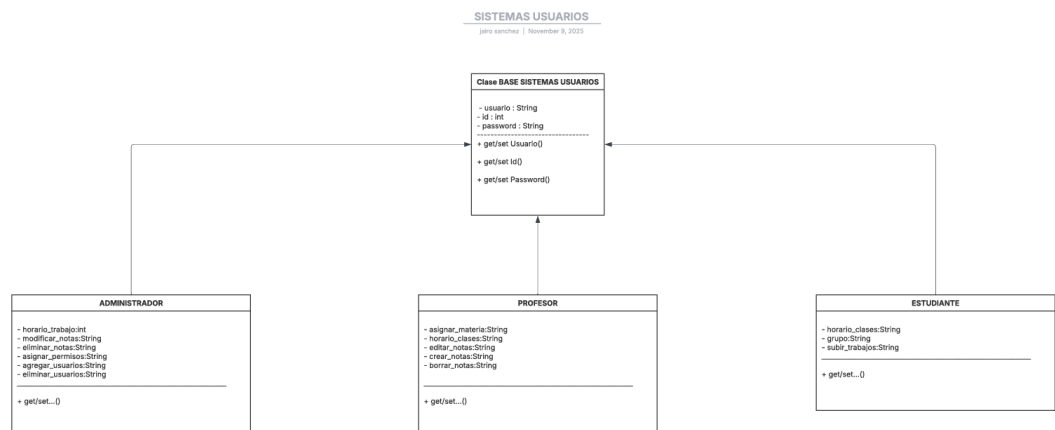 SISTEMAS USUARIOS
jairo sanchez | November 9, 2025
Clase BASE SISTEMAS USUARIOS
- usuario : String
- id : int
- password : String
+ get/set Usuario()
+ get/set Id()
+ get/set Password()
ADMINISTRADOR
- horario_trabajo:int
- modificar_notas:String
- eliminar_notas:String
- asignar_permisos:String
- agregar_usuarios:String
- eliminar_usuarios:String
+ get/set...()
PROFESOR
- asignar_materia:String
- horario_clases:String
- editar_notas:String
- crear_notas:String
- borrar_notas:String
+ get/set...()
ESTUDIANTE
- horario_clases:String
- grupo:String
- subir_trabajos:String
+ get/set...()